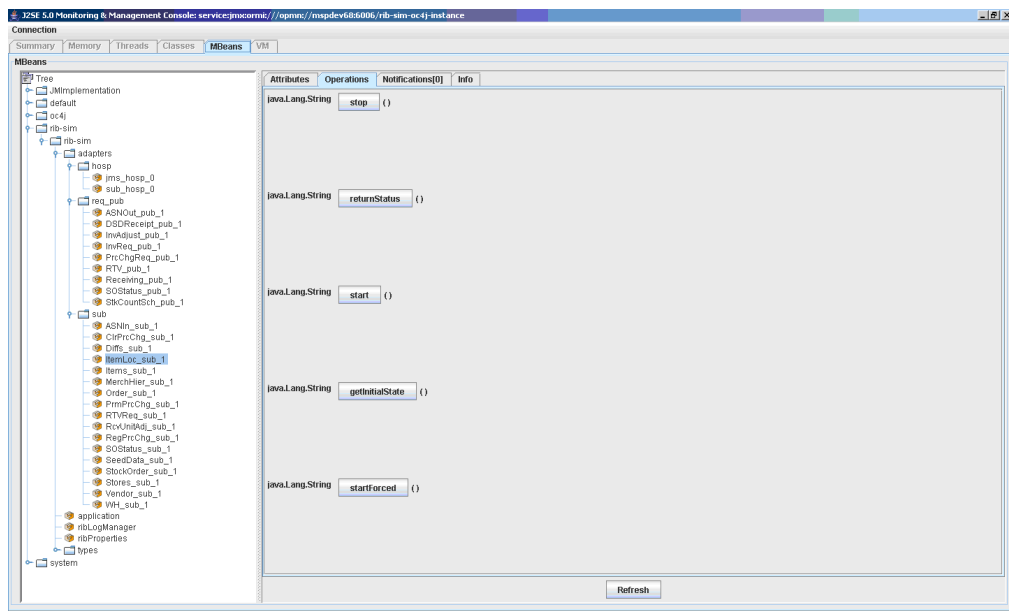 J2SE 5.0 Monitoring & Management Console: service:jmx:ormi:///opmn://mspdev68:6006/rib-sim-oc4j-instance
Connection
Summary Memory Threads Classes MBeans VM
MBeans
Tree
JMImplementation
default
oc4j
rib-sim
rib-sim
adapters
hosp
jms_hosp_0
sub_hosp_0
req_pub
ASNOut_pub_1
DSDReceipt_pub_1
InvAdjust_pub_1
InvReq_pub_1
PrcChgReq_pub_1
RTV_pub_1
Receiving_pub_1
SOStatus_pub_1
StkCountSch_pub_1
sub
ASNIn_sub_1
ClrPrcChg_sub_1
Diffs_sub_1
ItemLoc_sub_1
Items_sub_1
MerchHier_sub_1
Order_sub_1
PrmPrcChg_sub_1
RTVReq_sub_1
RcvUnitAdj_sub_1
RegPrcChg_sub_1
SOStatus_sub_1
SeedData_sub_1
StockOrder_sub_1
Stores_sub_1
Vendor_sub_1
WH_sub_1
application
ribLogManager
ribProperties
types
system
Attributes Operations Notifications[0] Info
java.lang.String stop ()
java.lang.String returnStatus ()
java.lang.String start ()
java.lang.String getInitialState ()
java.lang.String startForced ()
Refresh